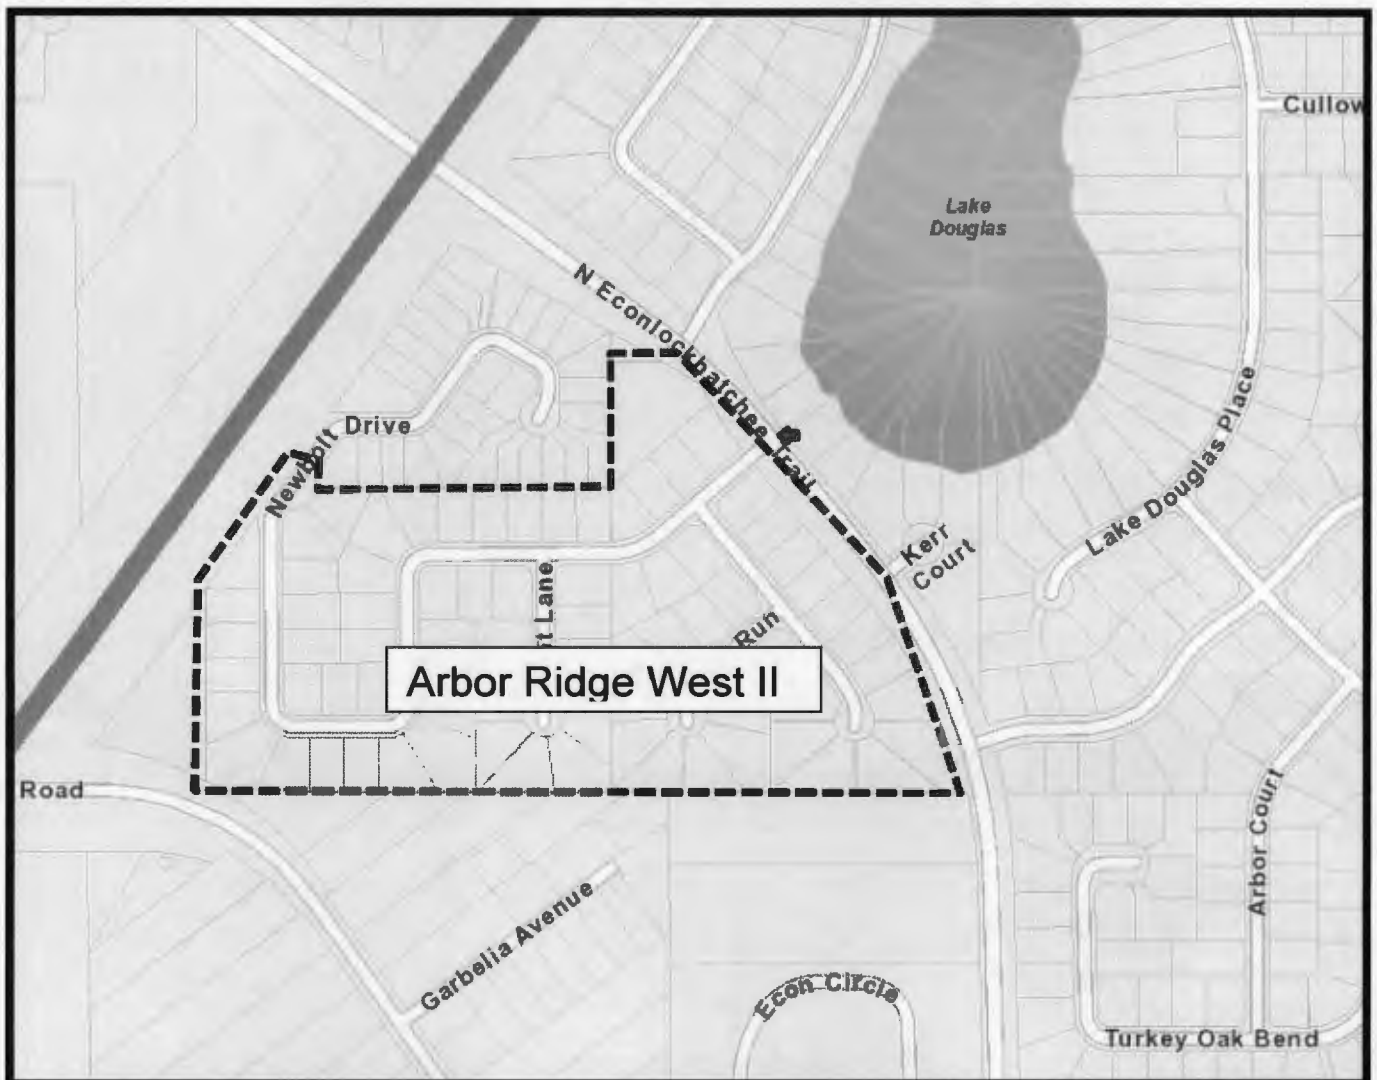 Cullow
Lake
Douglas
N Econlockhatchee Trail
Newbolt Drive
Lake Douglas Place
Kerr
Court
Lane
Run
Arbor Ridge West II
Road
Arbor Court
Garbelia Avenue
Econ Circle
Turkey Oak Bend